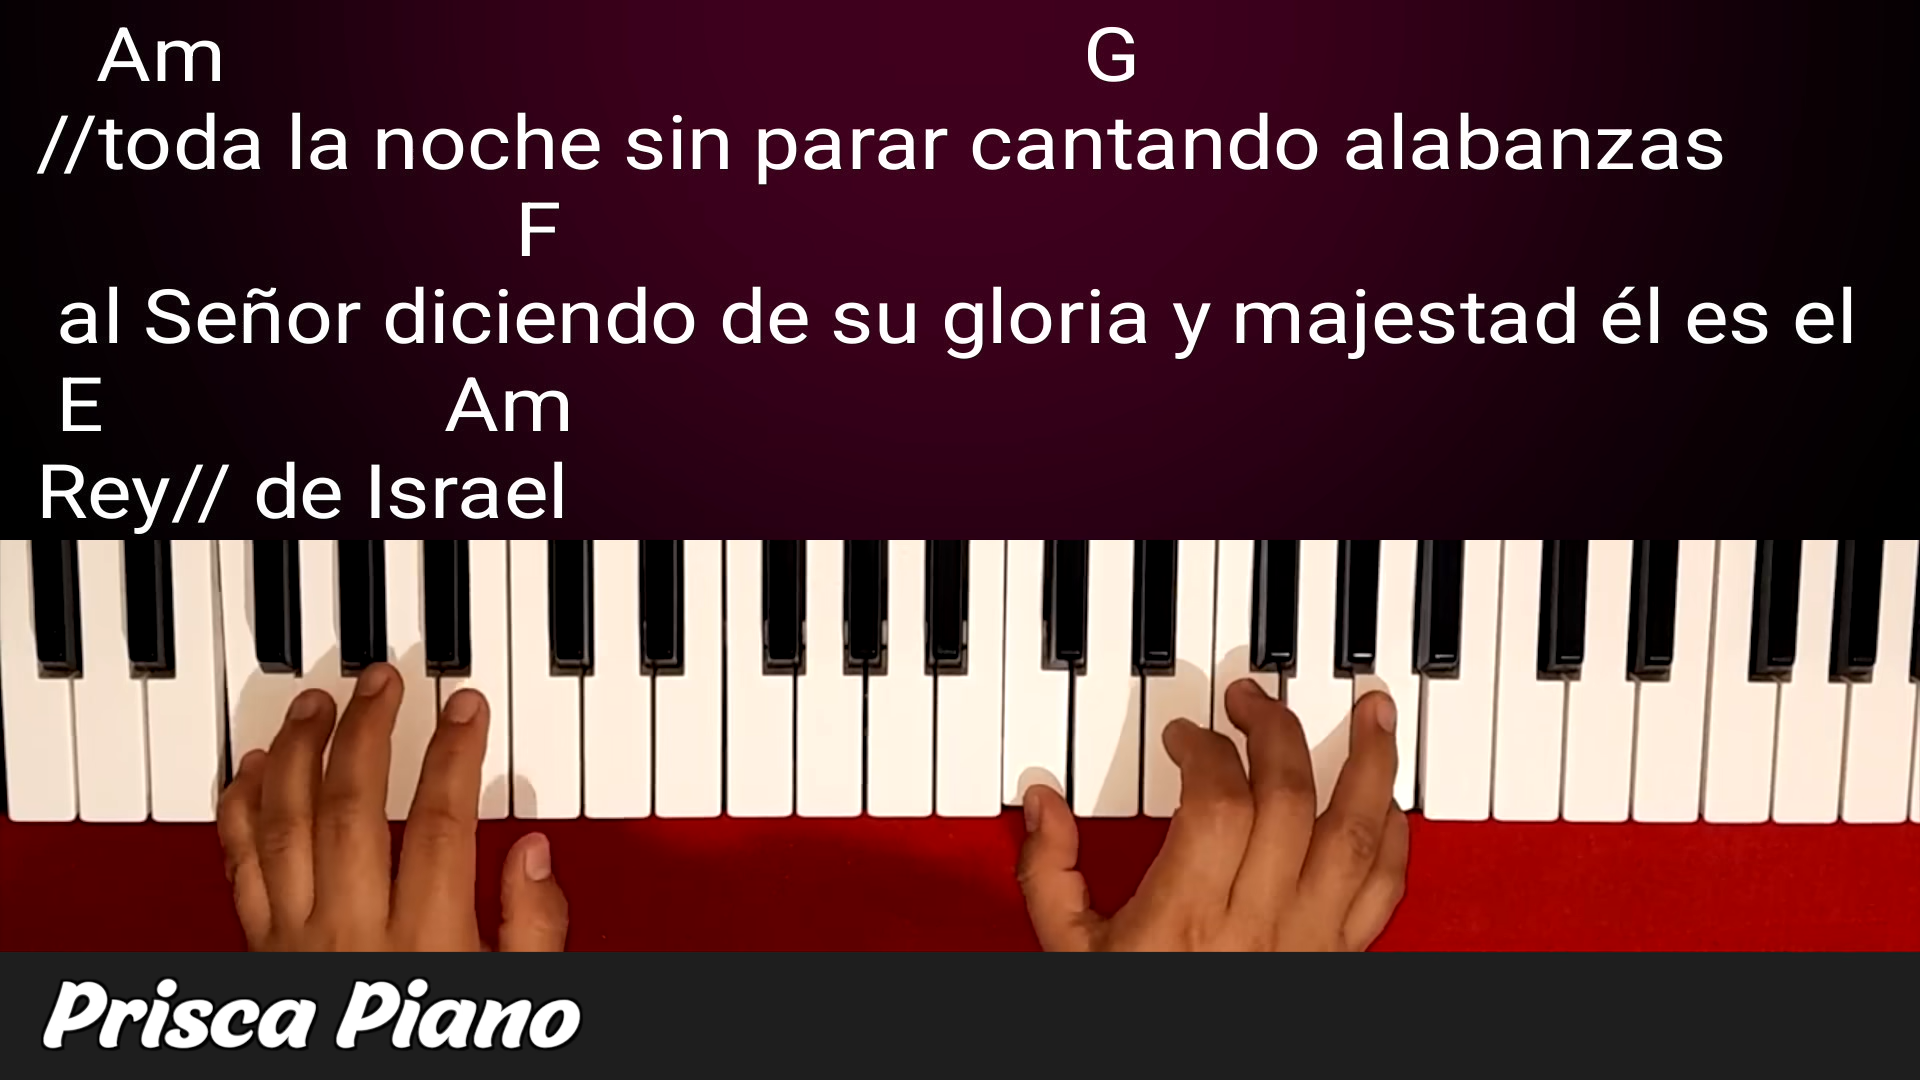 Am G
//toda la noche sin parar cantando alabanzas
F
al Señor diciendo de su gloria y majestad él es el
E Am
Rey// de Israel
Prisca Piano